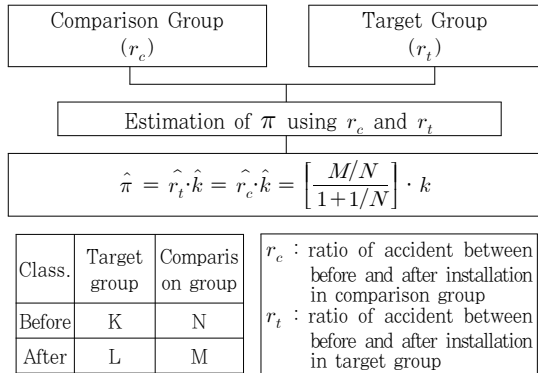 Comparison Group
(r_c)
Target Group
(r_t)
Estimation of π using r_c and r_t
π̂ = r̂_t·k̂ = r̂_c·k̂ = [(M/N)/(1+1/N)] · k
Class. Target group Comparis on group
Before K N
After L M
r_c : ratio of accident between
before and after installation
in comparison group
r_t : ratio of accident between
before and after installation
in target group